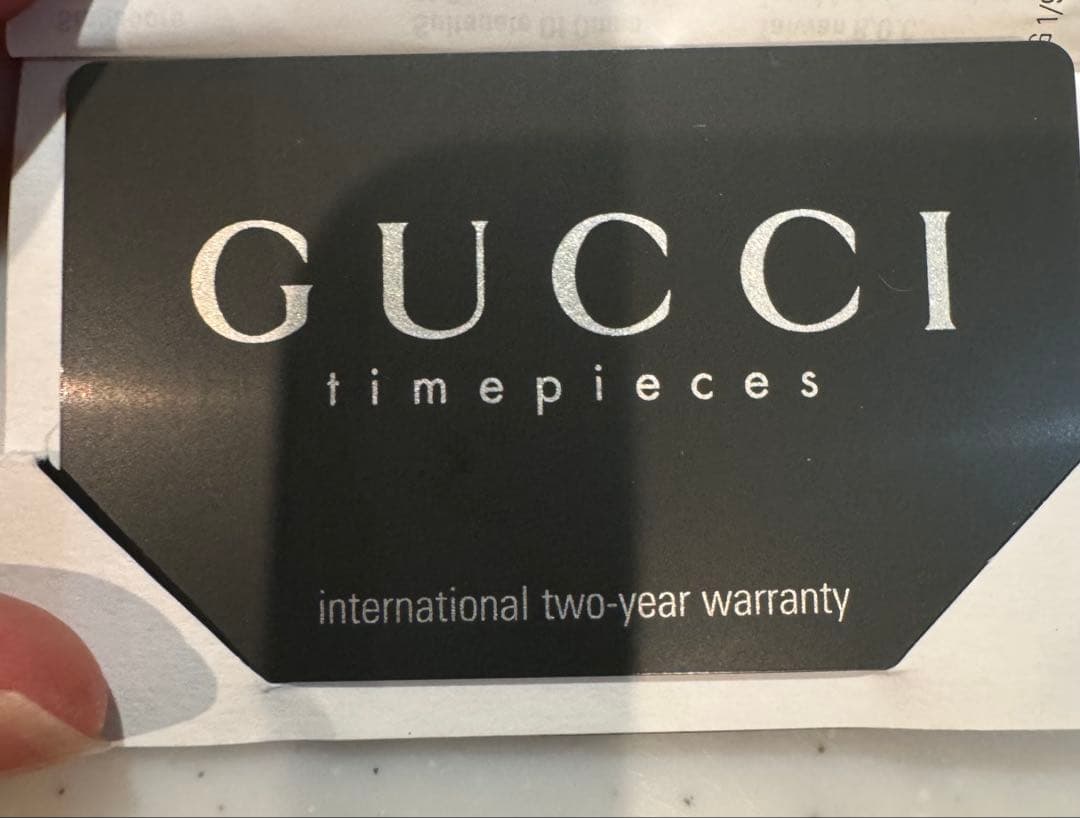 GUCCI
timepieces
international two-year warranty